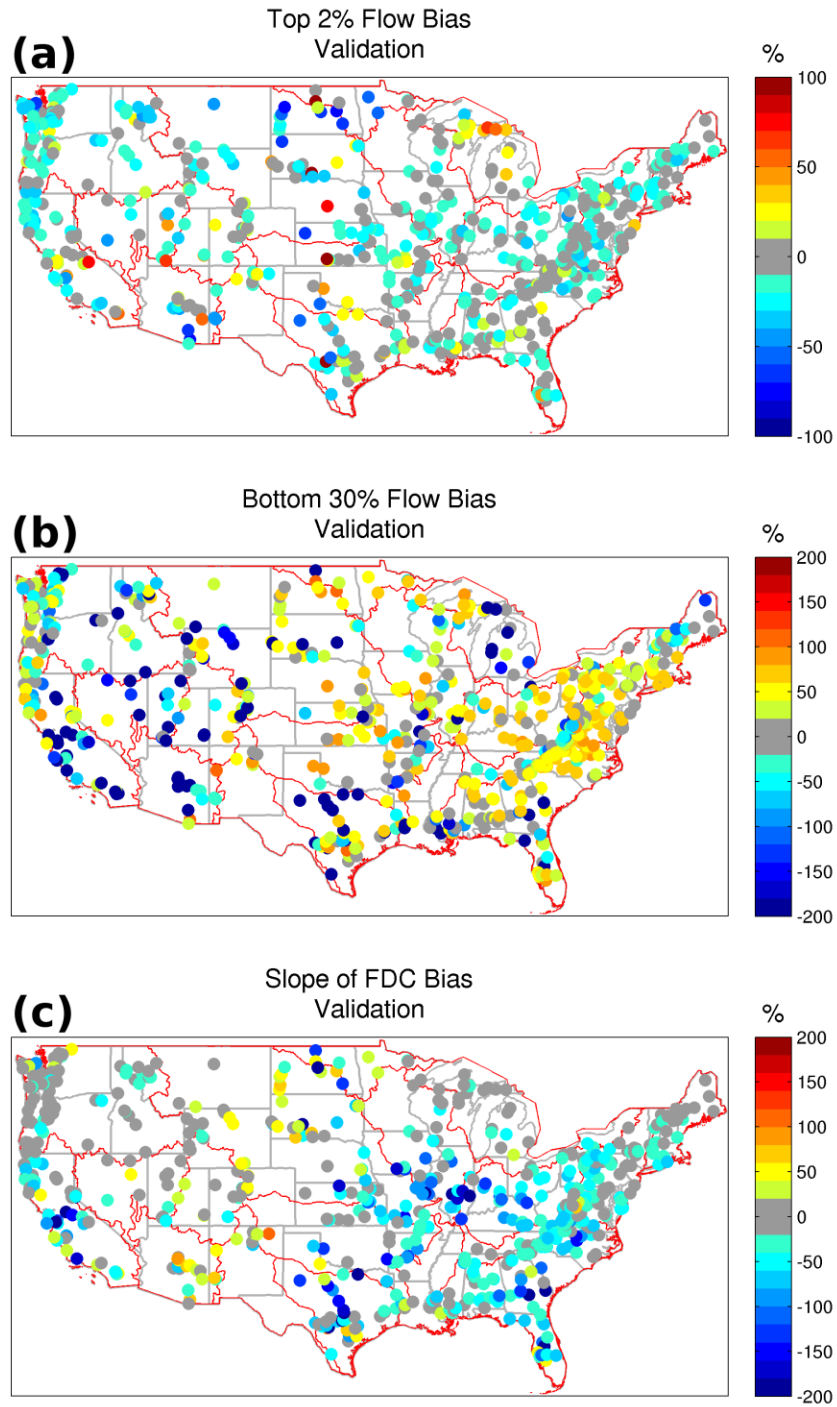 Top 2% Flow Bias
Validation
(a)
%
100
50
0
-50
-100
Bottom 30% Flow Bias
Validation
(b)
%
200
150
100
50
0
-50
-100
-150
-200
Slope of FDC Bias
Validation
(c)
%
200
150
100
50
0
-50
-100
-150
-200